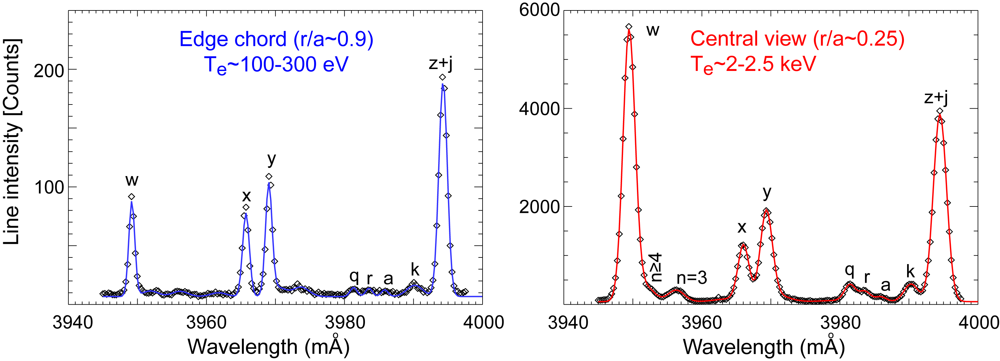 Line intensity [Counts]
200
100
Edge chord (r/a~0.9)
Te~100-300 eV
w
x
y
q
r
a
k
z+j
3940
3960
3980
4000
Wavelength (mÅ)
6000
4000
2000
Central view (r/a~0.25)
Te~2-2.5 keV
w
n≥4
n=3
x
y
q
r
a
k
z+j
3940
3960
3980
4000
Wavelength (mÅ)